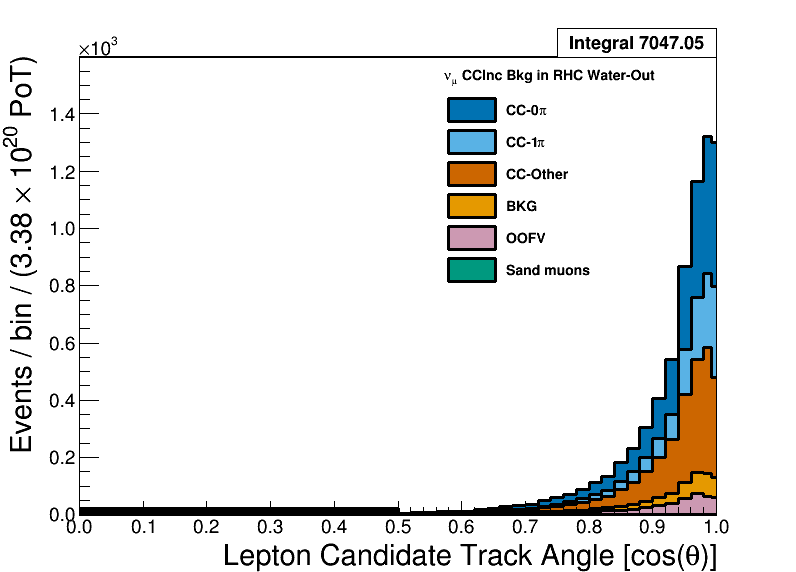 ×10³
Integral 7047.05
ν_μ CCInc Bkg in RHC Water-Out
CC-0π
CC-1π
CC-Other
BKG
OOFV
Sand muons
Events / bin / (3.38 × 10²⁰ PoT)
1.4
1.2
1.0
0.8
0.6
0.4
0.2
0.0
0.0 0.1 0.2 0.3 0.4 0.5 0.6 0.7 0.8 0.9 1.0
Lepton Candidate Track Angle [cos(θ)]